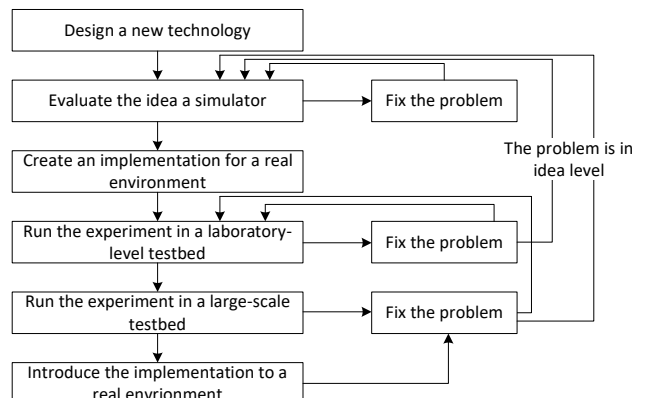 Design a new technology
Evaluate the idea a simulator
Fix the problem
Create an implementation for a real
environment
The problem is in
idea level
Run the experiment in a laboratory-
level testbed
Fix the problem
Run the experiment in a large-scale
testbed
Fix the problem
Introduce the implementation to a
real envrionment